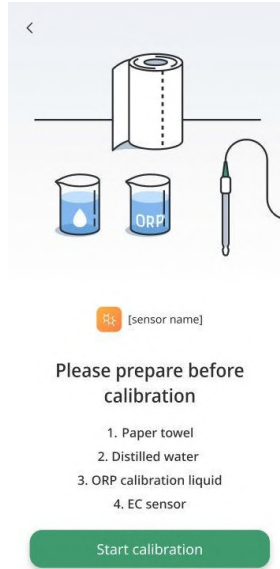 ORP
[sensor name]
Please prepare before
calibration
1. Paper towel
2. Distilled water
3. ORP calibration liquid
4. EC sensor
Start calibration